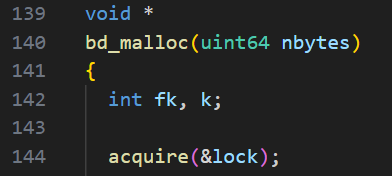 139 void *
140 bd_malloc(uint64 nbytes)
141 {
142 int fk, k;
143
144 acquire(&lock);